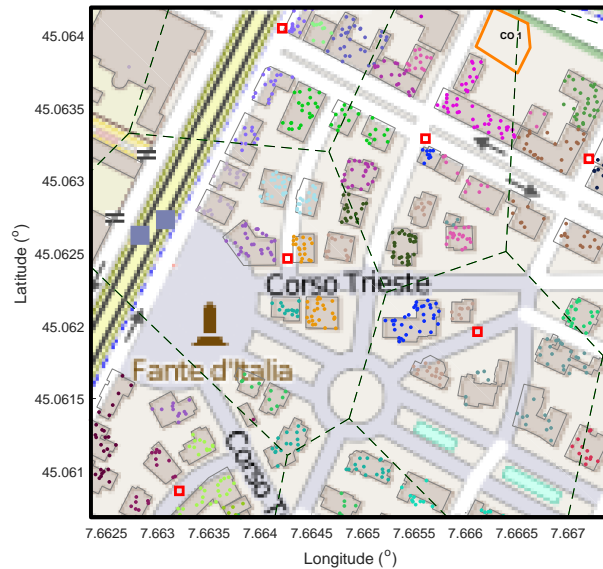 45.064
45.0635
45.063
45.0625
45.062
45.0615
45.061
Latitude (°)
CO 1
Corso Trieste
Fante d'Italia
Corso T
7.6625
7.663
7.6635
7.664
7.6645
7.665
7.6655
7.666
7.6665
7.667
Longitude (°)